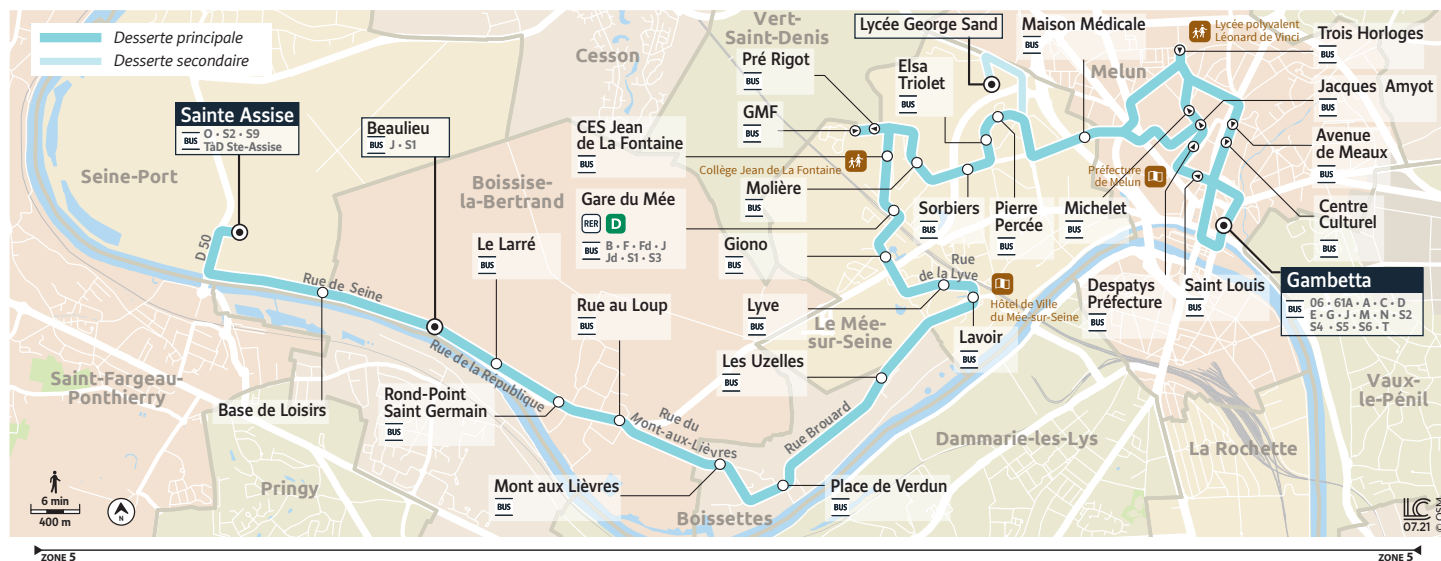 Desserte principale
Desserte secondaire
Sainte Assise
BUS O • S2 • S9
TàD Ste-Assise
Beaulieu
BUS J • S1
Seine-Port
D 50
Rue de Seine
Base de Loisirs
Saint-Fargeau-
Ponthierry
Pringy
6 min
400 m
N
Boissise-
la-Bertrand
Le Larré
BUS
Rue de la République
Rond-Point
Saint Germain
BUS
Rue au Loup
BUS
Rue du
Mont-aux-Lièvres
Mont aux Lièvres
BUS
Boissettes
Place de Verdun
BUS
Rue Brouard
Les Uzelles
BUS
Le Mée-
sur-Seine
Lyve
BUS
Lavoir
BUS
Rue
de la Lyve
Hôtel de Ville
du Mée-sur-Seine
Giono
BUS
Gare du Mée
RER D
BUS B • F • Fd • J
Jd • S1 • S3
CES Jean
de La Fontaine
BUS
Collège Jean de La Fontaine
Cesson
Vert-
Saint-Denis
Pré Rigot
BUS
GMF
BUS
Molière
BUS
Sorbiers
BUS
Elsa
Triolet
BUS
Lycée George Sand
Pierre
Percée
BUS
Maison Médicale
BUS
Melun
Lycée polyvalent
Léonard de Vinci
Trois Horloges
BUS
Jacques Amyot
BUS
Avenue
de Meaux
BUS
Centre
Culturel
BUS
Préfecture
de Melun
Michelet
BUS
Despatys
Préfecture
BUS
Saint Louis
BUS
Gambetta
BUS 06 • 61A • A • C • D
E • G • J • M • N • S2
S4 • S5 • S6 • T
Dammarie-les-Lys
La Rochette
Vaux-
le-Pénil
LC
07.21
© OSM
ZONE 5
ZONE 5